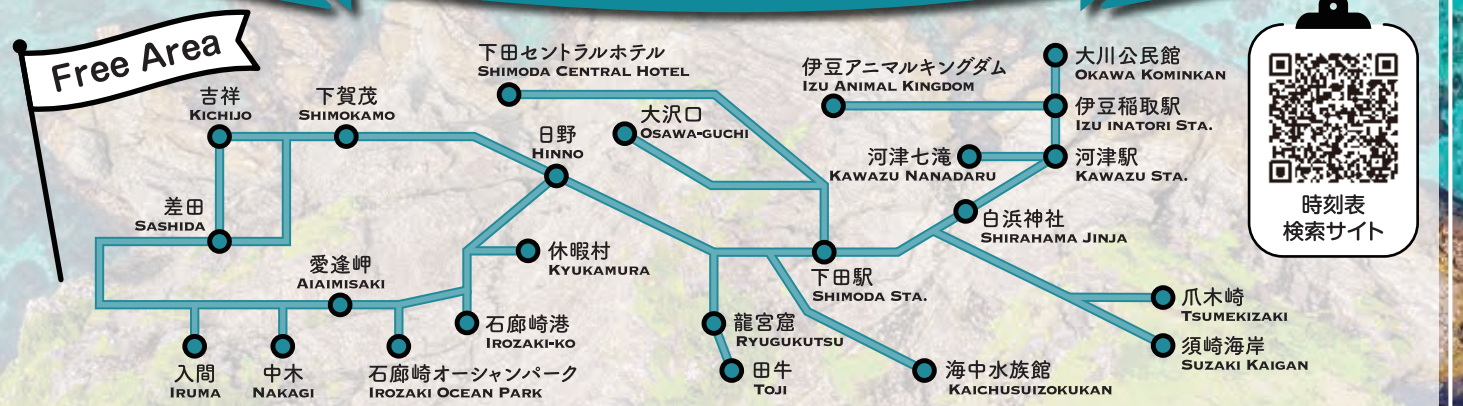 Free Area
吉祥
KICHIJO
下賀茂
SHIMOKAMO
下田セントラルホテル
SHIMODA CENTRAL HOTEL
日野
HINNO
大沢口
OSAWA-GUCHI
伊豆アニマルキングダム
IZU ANIMAL KINGDOM
大川公民館
OKAWA KOMINKAN
伊豆稲取駅
IZU INATORI STA.
河津七滝
KAWAZU NANADARU
河津駅
KAWAZU STA.
差田
SASHIDA
白浜神社
SHIRAHAMA JINJA
休暇村
KYUKAMURA
愛逢岬
AIAIMISAKI
下田駅
SHIMODA STA.
石廊崎港
IROZAKI-KO
龍宮窟
RYUGUKUTSU
爪木崎
TSUMEKIZAKI
須崎海岸
SUZAKI KAIGAN
入間
IRUMA
中木
NAKAGI
石廊崎オーシャンパーク
IROZAKI OCEAN PARK
田牛
TOJI
海中水族館
KAICHUSUIZOKUKAN
時刻表
検索サイト